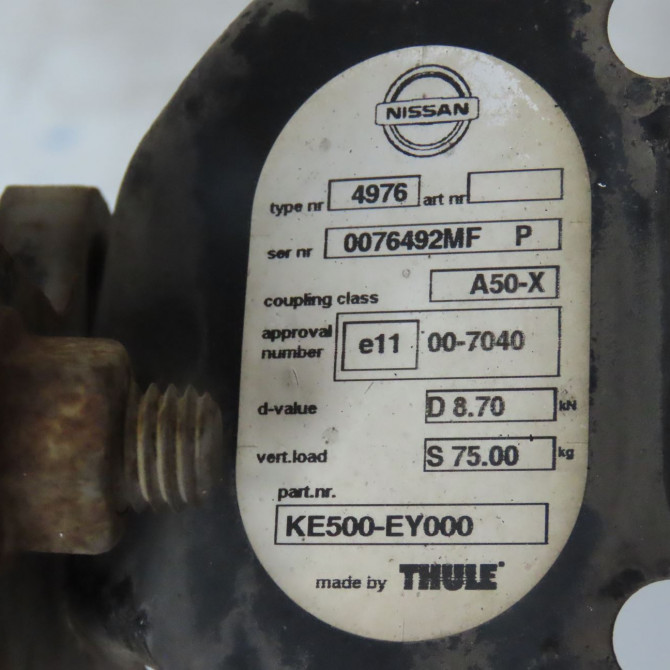 NISSAN
type nr 4976 art nr
ser nr 0076492MF P
coupling class A50-X
approval number e11 00-7040
d-value D 8.70 kN
vert.load S 75.00 kg
part.nr.
KE500-EY000
made by THULE